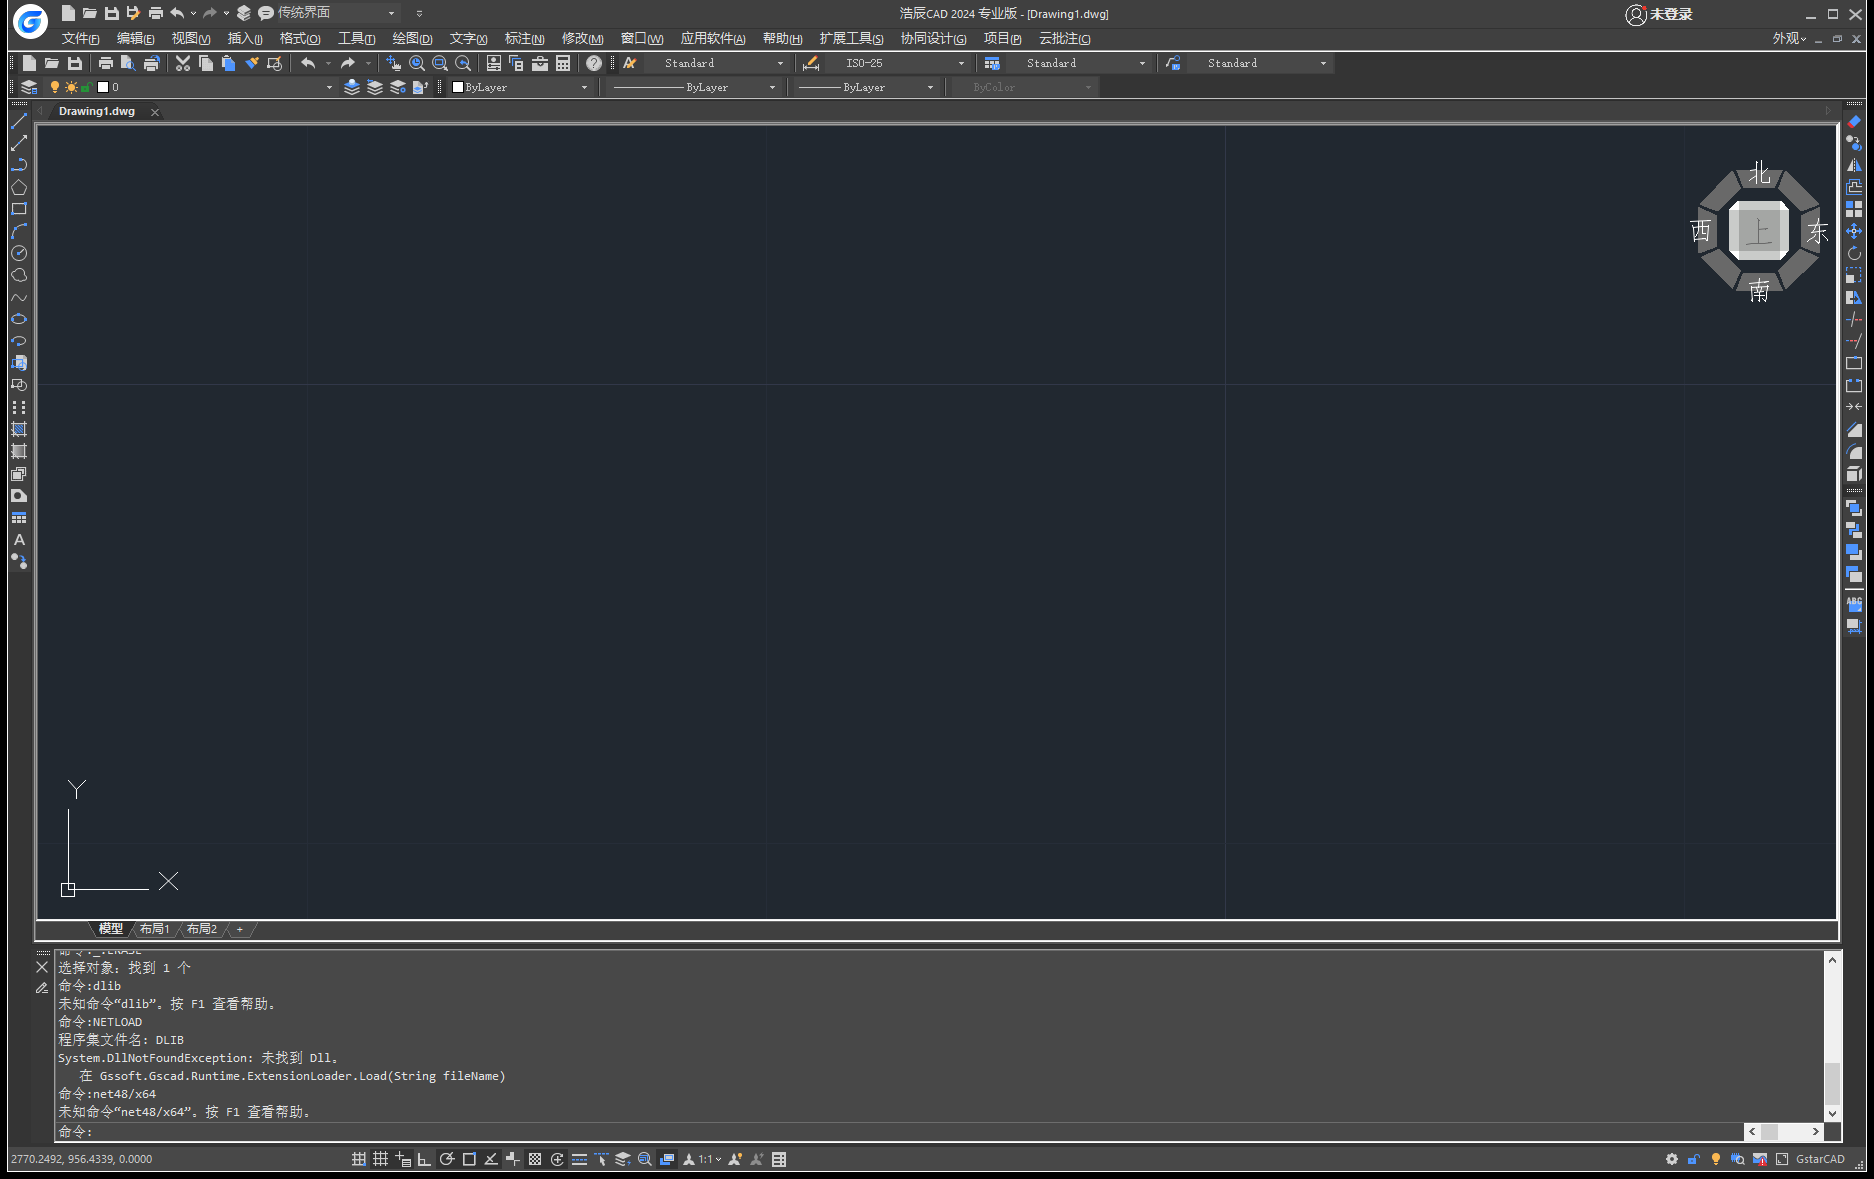 传统界面
浩辰CAD 2024 专业版 - [Drawing1.dwg]
未登录
文件(F) 编辑(E) 视图(V) 插入(I) 格式(O) 工具(T) 绘图(D) 文字(X) 标注(N) 修改(M) 窗口(W) 应用软件(A) 帮助(H) 扩展工具(S) 协同设计(G) 项目(P) 云批注(C) 外观
Standard ISO-25 Standard Standard
0 ByLayer ByLayer ByLayer ByColor
Drawing1.dwg
北
西 上 东
南
ABC
A
Y
X
模型 布局1 布局2 +
命令:_.ERASE
选择对象: 找到 1 个
命令:dlib
未知命令“dlib”。按 F1 查看帮助。
命令:NETLOAD
程序集文件名: DLIB
System.DllNotFoundException: 未找到 Dll。
在 Gssoft.Gscad.Runtime.ExtensionLoader.Load(String fileName)
命令:net48/x64
未知命令“net48/x64”。按 F1 查看帮助。
命令:
2770.2492, 956.4339, 0.0000 1:1 GstarCAD